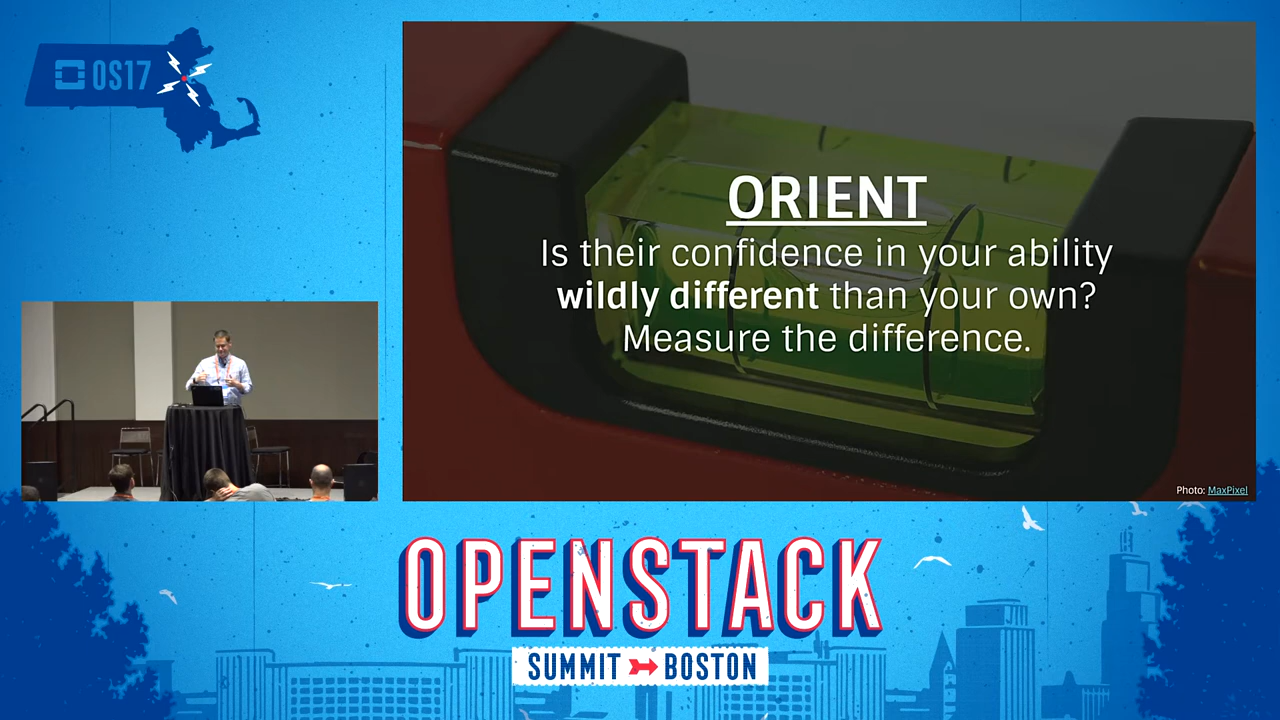 OS17
ORIENT
Is their confidence in your ability
wildly different than your own?
Measure the difference.
Photo: MaxPixel
OPENSTACK
SUMMIT BOSTON